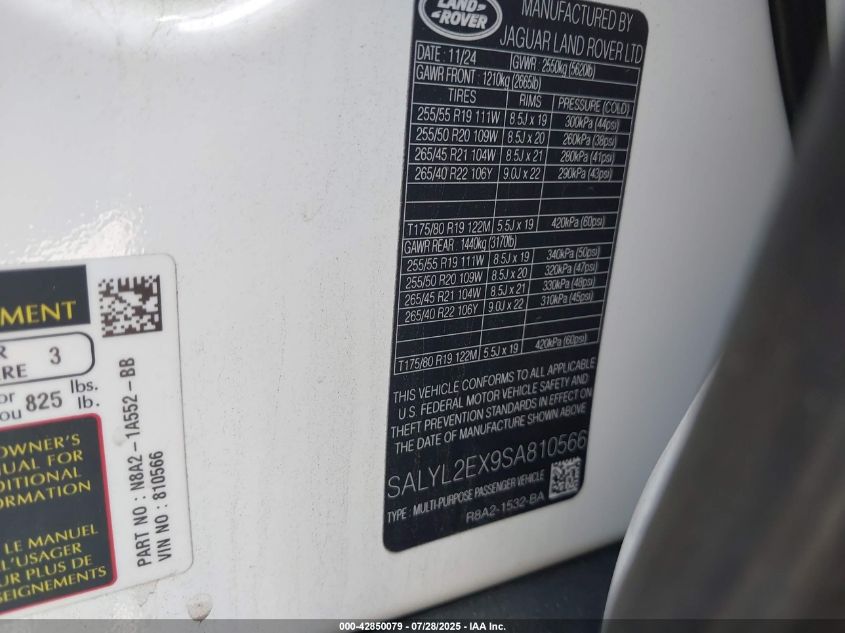 LAND-
-ROVER
MANUFACTURED BY
JAGUAR LAND ROVER LTD
DATE: 11/24 GVWR: 2550kg (5620lb)
GAWR FRONT: 1210kg (2665lb)
TIRES RIMS PRESSURE (COLD)
255/55 R19 111W 8.5J x 19 300kPa (44psi)
255/50 R20 109W 8.5J x 20 260kPa (38psi)
265/45 R21 104W 8.5J x 21 280kPa (41psi)
265/40 R22 106Y 9.0J x 22 290kPa (43psi)
T175/80 R19 122M 5.5J x 19 420kPa (60psi)
GAWR REAR: 1440kg (3170lb)
255/55 R19 111W 8.5J x 19 340kPa (50psi)
255/50 R20 109W 8.5J x 20 320kPa (47psi)
265/45 R21 104W 8.5J x 21 330kPa (48psi)
265/40 R22 106Y 9.0J x 22 310kPa (45psi)
T175/80 R19 122M 5.5J x 19 420kPa (60psi)
THIS VEHICLE CONFORMS TO ALL APPLICABLE
U.S. FEDERAL MOTOR VEHICLE SAFETY AND
THEFT PREVENTION STANDARDS IN EFFECT ON
THE DATE OF MANUFACTURE SHOWN ABOVE
SALYL2EX9SA810566
TYPE: MULTI-PURPOSE PASSENGER VEHICLE
R8A2-1532-BA
EMENT
R 3
ERE
or 825 lbs.
ou lb.
OWNER'S
NUAL FOR
DDITIONAL
ORMATION
LE MANUEL
L'USAGER
UR PLUS DE
SEIGNEMENTS
PART NO : N8A2-1A552-BB
VIN NO : 810566
000-42850079 - 07/28/2025 - IAA Inc.